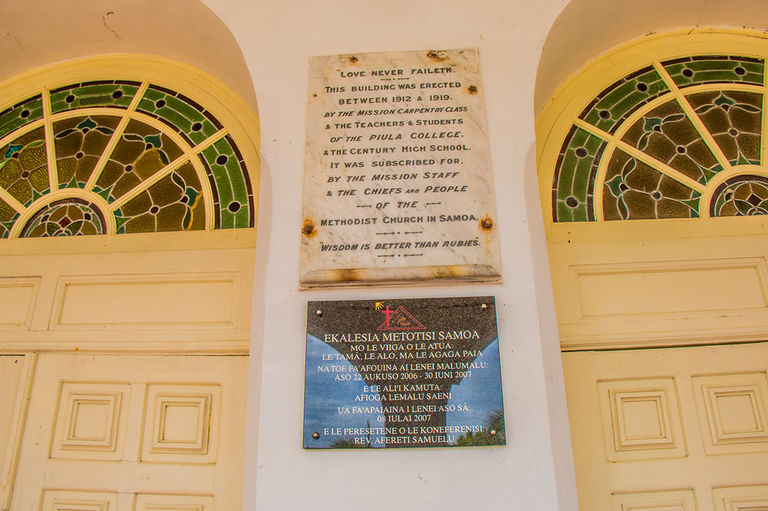 "LOVE NEVER FAILETH.
THIS BUILDING WAS ERECTED
BETWEEN 1912 & 1919.
BY THE MISSION CARPENTRY CLASS
& THE TEACHERS & STUDENTS
OF THE PIULA COLLEGE.
& THE CENTURY HIGH SCHOOL.
IT WAS SUBSCRIBED FOR.
BY THE MISSION STAFF
& THE CHIEFS AND PEOPLE
OF THE
METHODIST CHURCH IN SAMOA.
"WISDOM IS BETTER THAN RUBIES".
EKALESIA METOTISI SAMOA
MO LE VIIGA O LE ATUA:
LE TAMA, LE ALO, MA LE AGAGA PAIA
NA TOE FA'AFOUINA AI LENEI MALUMALU:
ASO 22 AUKUSO 2006 - 30 IUNI 2007
E LE ALI'I KAMUTA:
AFIOGA LEMALU SAENI
UA FA'APAIAINA I LENEI ASO SĀ:
08 IULAI 2007
E LE PERESETENE O LE KONEFERENISI:
REV. AFERETI SAMUELU